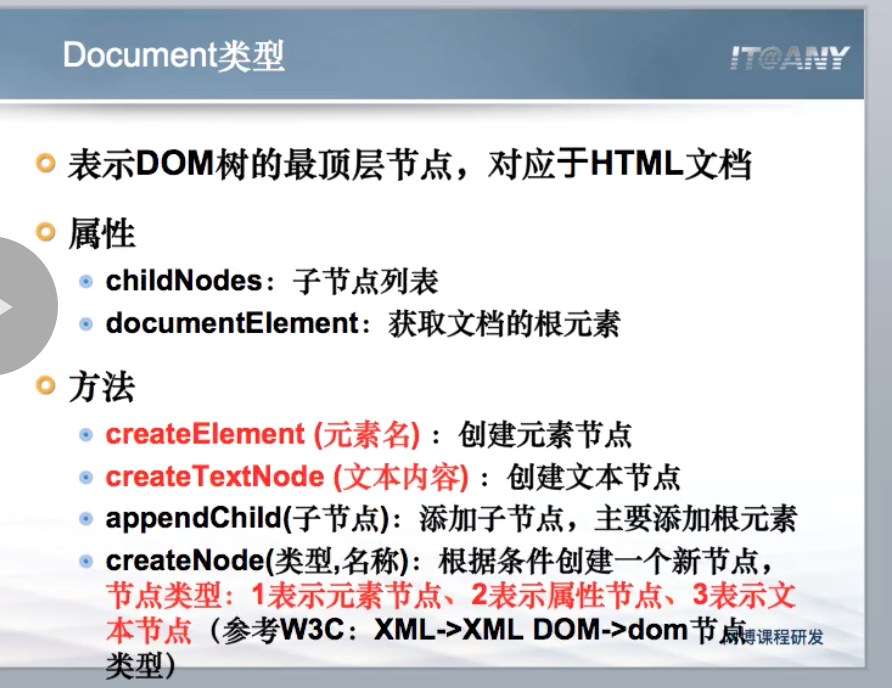 Document类型
IT@ANY
表示DOM树的最顶层节点，对应于HTML文档
属性
childNodes：子节点列表
documentElement：获取文档的根元素
方法
createElement (元素名) ：创建元素节点
createTextNode (文本内容) ：创建文本节点
appendChild(子节点)：添加子节点，主要添加根元素
createNode(类型,名称)：根据条件创建一个新节点，
节点类型：1表示元素节点、2表示属性节点、3表示文
本节点（参考W3C：XML->XML DOM->dom节点
博课程研发
类型）